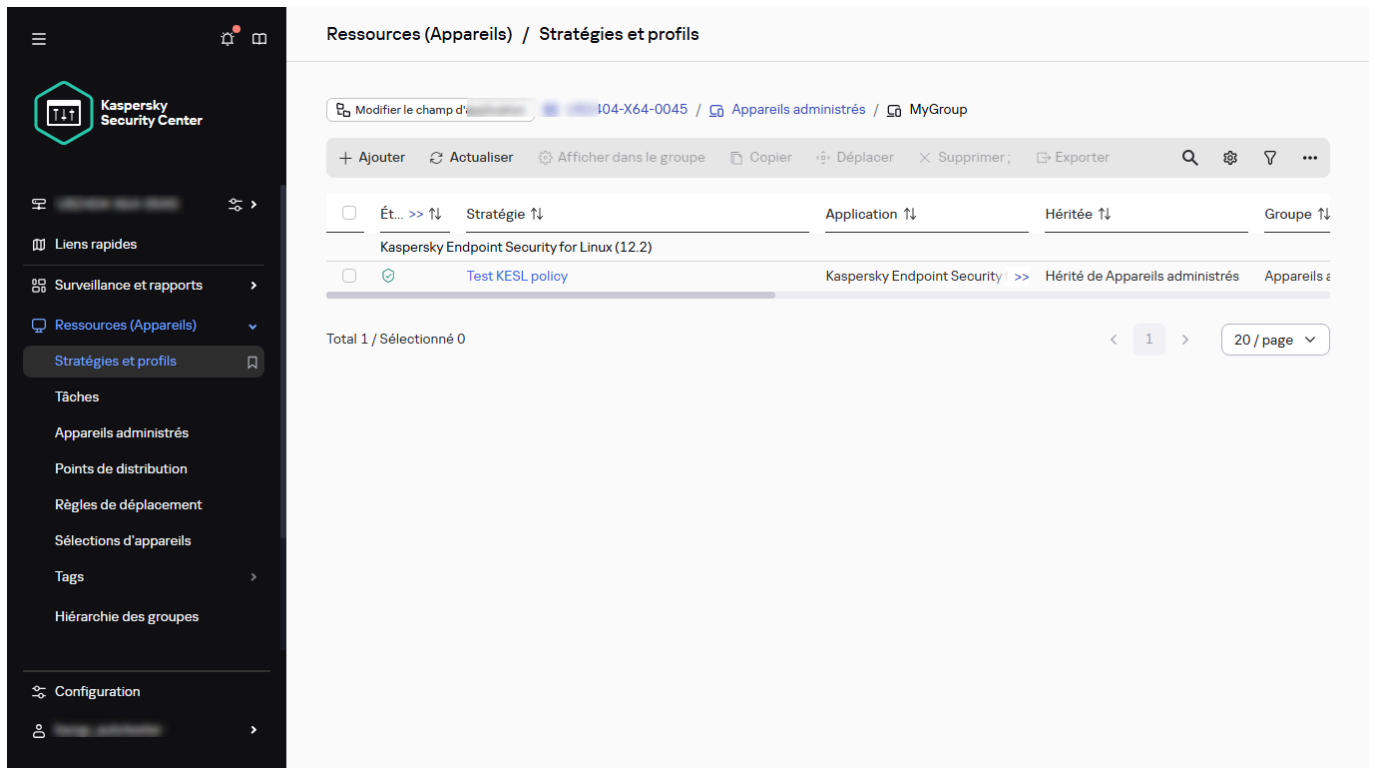 Ressources (Appareils) / Stratégies et profils
Kaspersky
Security Center
Modifier le champ d'
404-X64-0045 / Appareils administrés / MyGroup
+ Ajouter Actualiser Afficher dans le groupe Copier Déplacer Supprimer; Exporter
Liens rapides
Surveillance et rapports
Ressources (Appareils)
Stratégies et profils
Tâches
Appareils administrés
Points de distribution
Règles de déplacement
Sélections d'appareils
Tags
Hiérarchie des groupes
Configuration
Ét... >> Stratégie Application Héritée Groupe
Kaspersky Endpoint Security for Linux (12.2)
Test KESL policy Kaspersky Endpoint Security >> Hérité de Appareils administrés Appareils
Total 1 / Sélectionné 0
< 1 > 20 / page